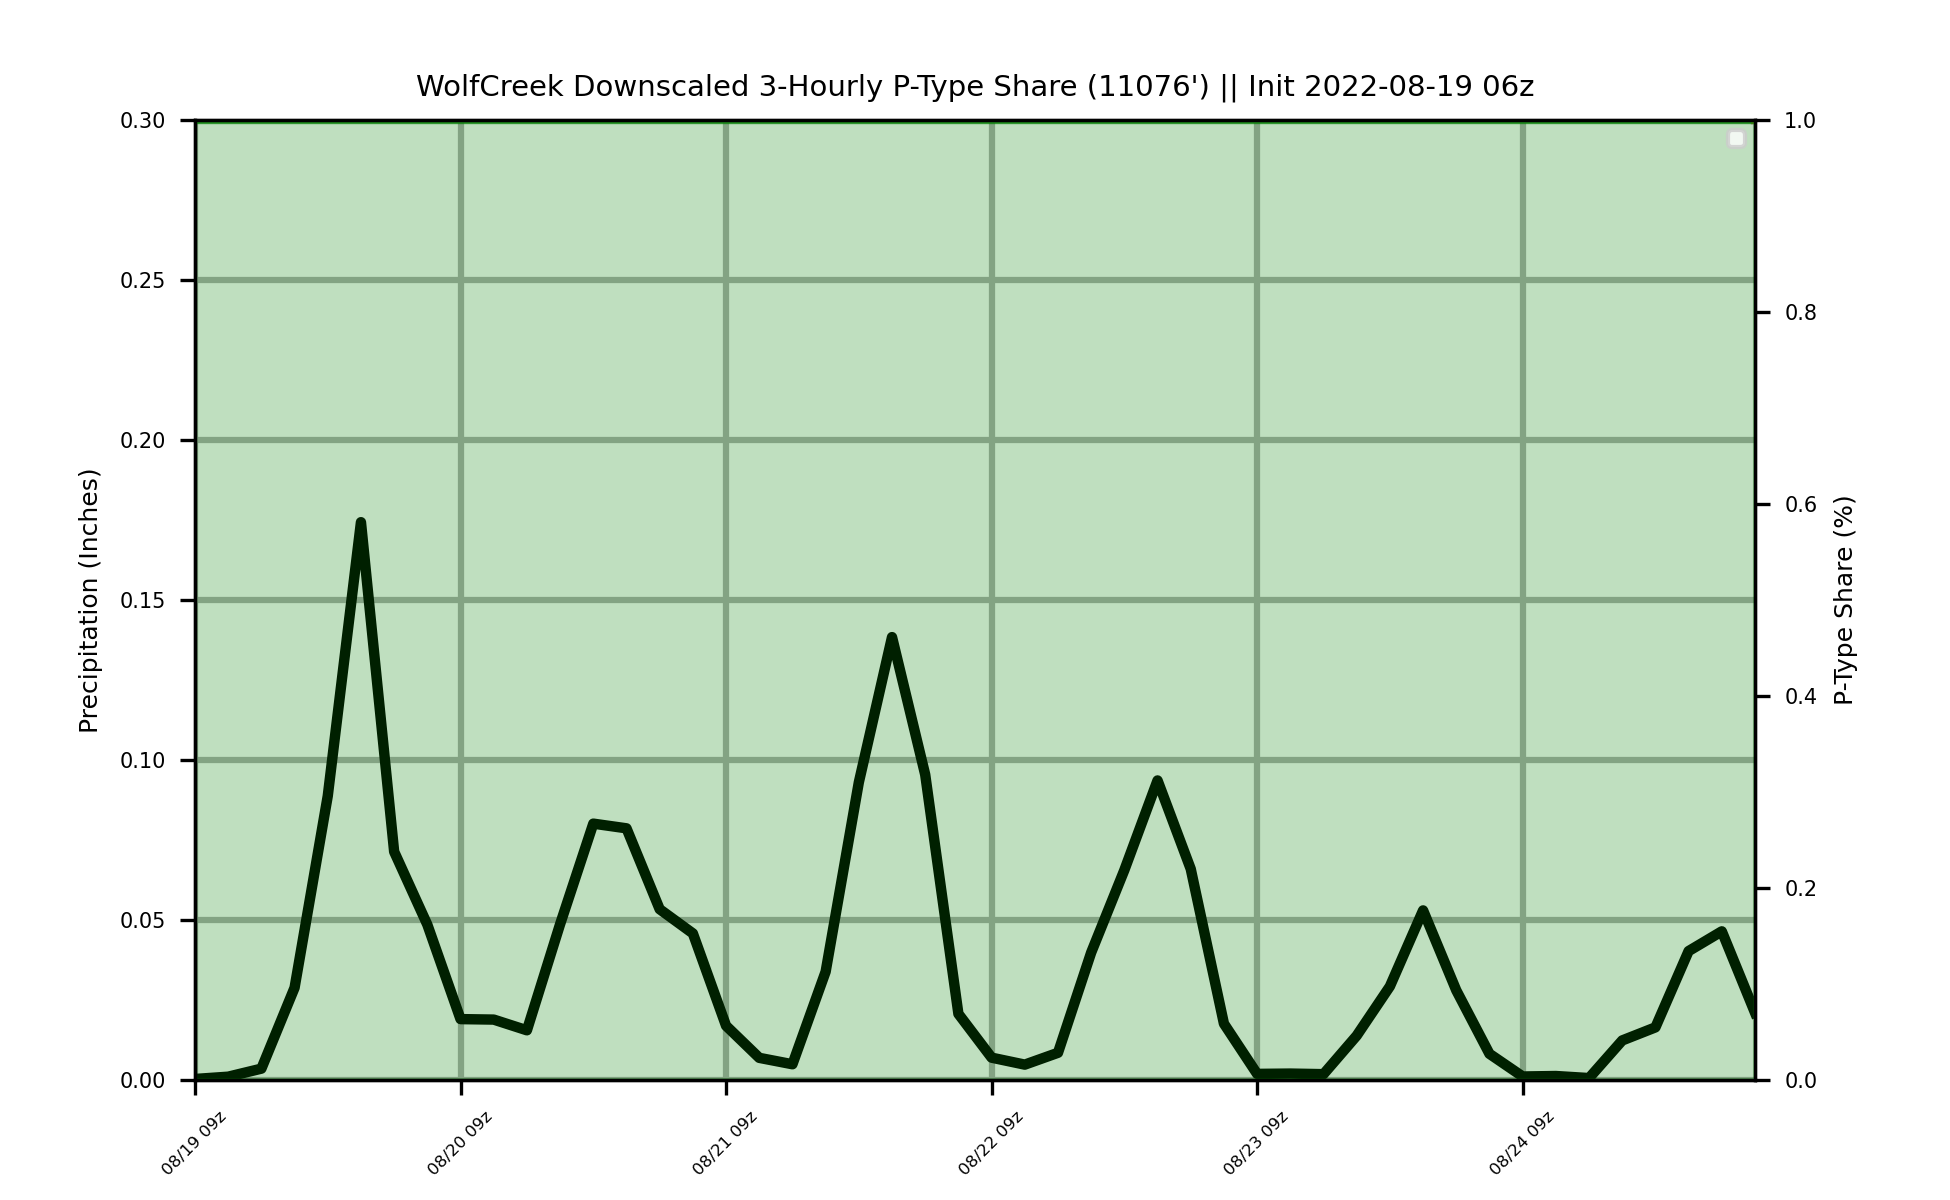 WolfCreek Downscaled 3-Hourly P-Type Share (11076') || Init 2022-08-19 06z
Precipitation (Inches)
0.30
0.25
0.20
0.15
0.10
0.05
0.00
1.0
0.8
0.6
0.4
0.2
0.0
P-Type Share (%)
08/19 09z
08/20 09z
08/21 09z
08/22 09z
08/23 09z
08/24 09z